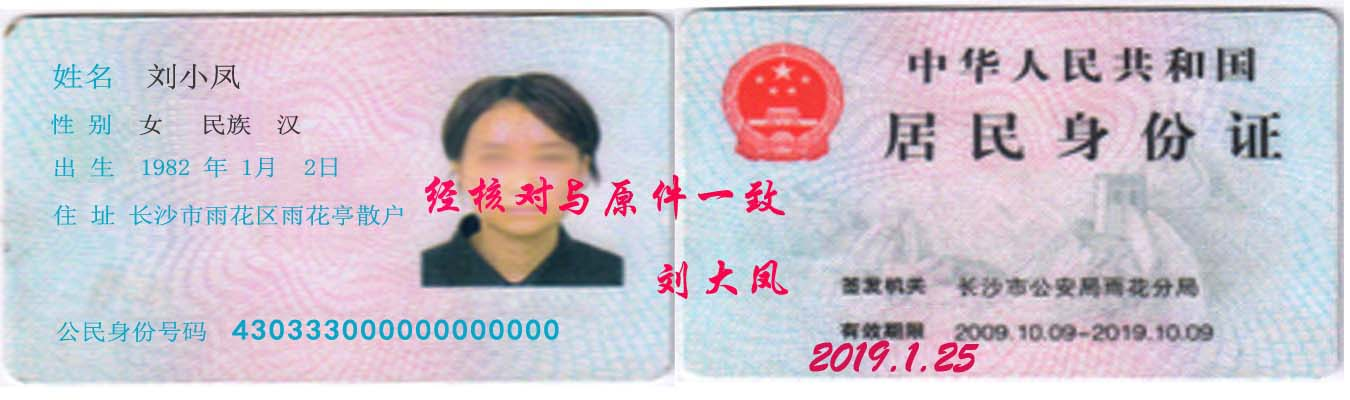 姓名 刘小凤
性别 女 民族 汉
出生 1982 年 1月 2日
住址 长沙市雨花区雨花亭散户
公民身份号码 430333000000000000
经核对与原件一致
刘大凤
中华人民共和国
居民身份证
签发机关 长沙市公安局雨花分局
有效期限 2009.10.09-2019.10.09
2019.1.25